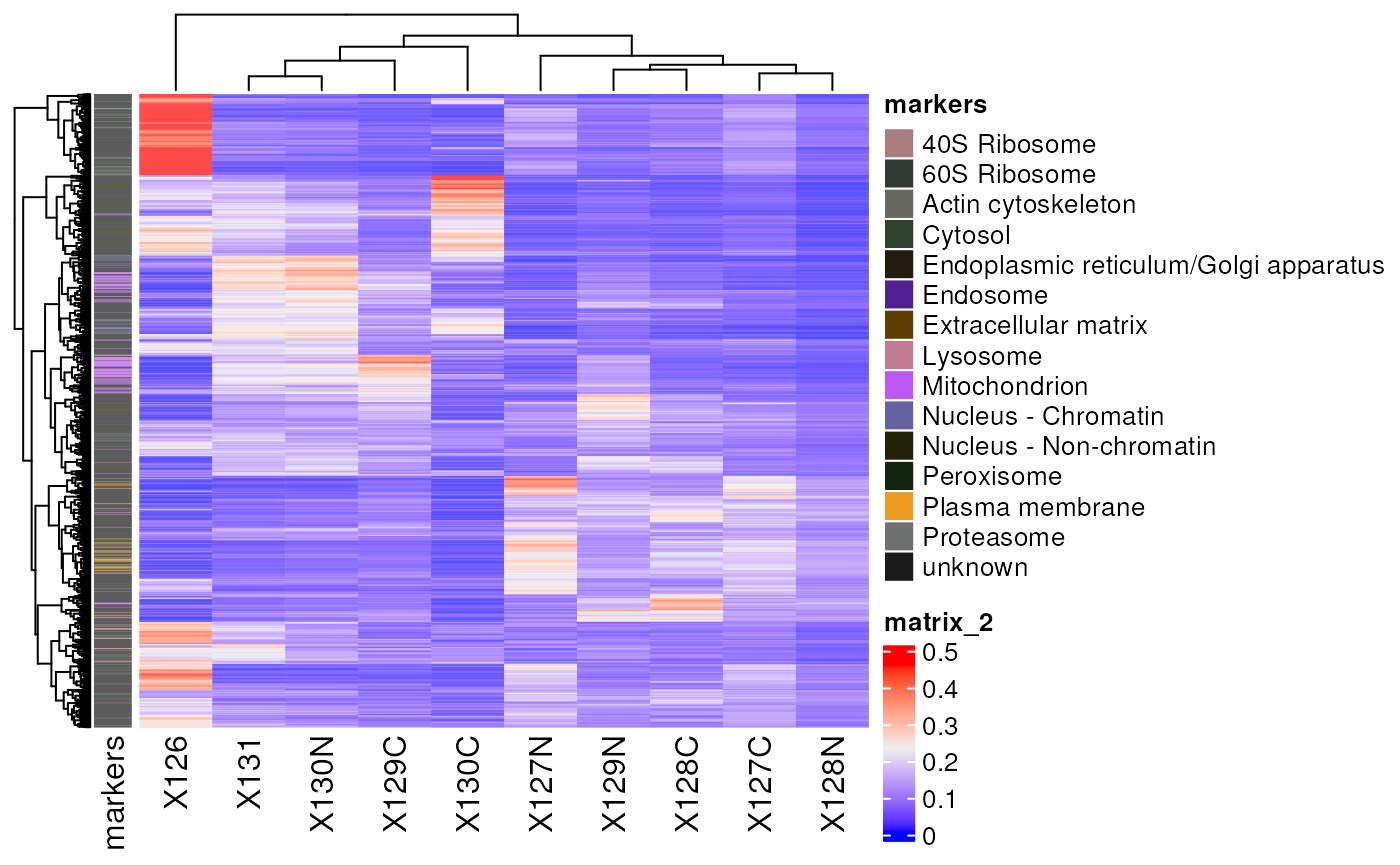 markers
40S Ribosome
60S Ribosome
Actin cytoskeleton
Cytosol
Endoplasmic reticulum/Golgi apparatus
Endosome
Extracellular matrix
Lysosome
Mitochondrion
Nucleus - Chromatin
Nucleus - Non-chromatin
Peroxisome
Plasma membrane
Proteasome
unknown
matrix_2
0.5
0.4
0.3
0.2
0.1
0
markers
X126
X131
X130N
X129C
X130C
X127N
X129N
X128C
X127C
X128N